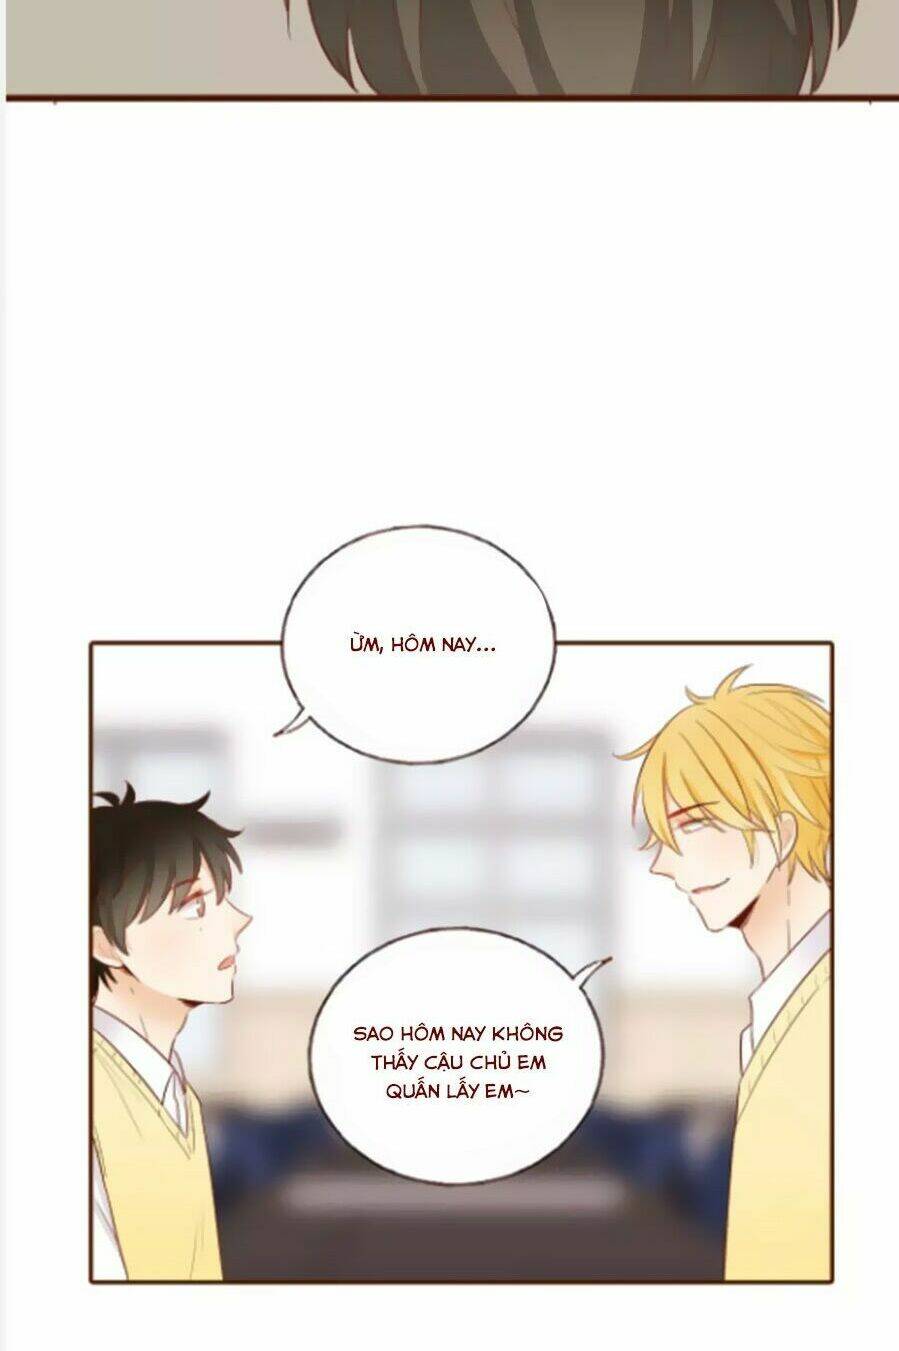 ỪM, HÔM NAY...
SAO HÔM NAY KHÔNG
THẤY CẬU CHỦ EM
QUẤN LẤY EM~